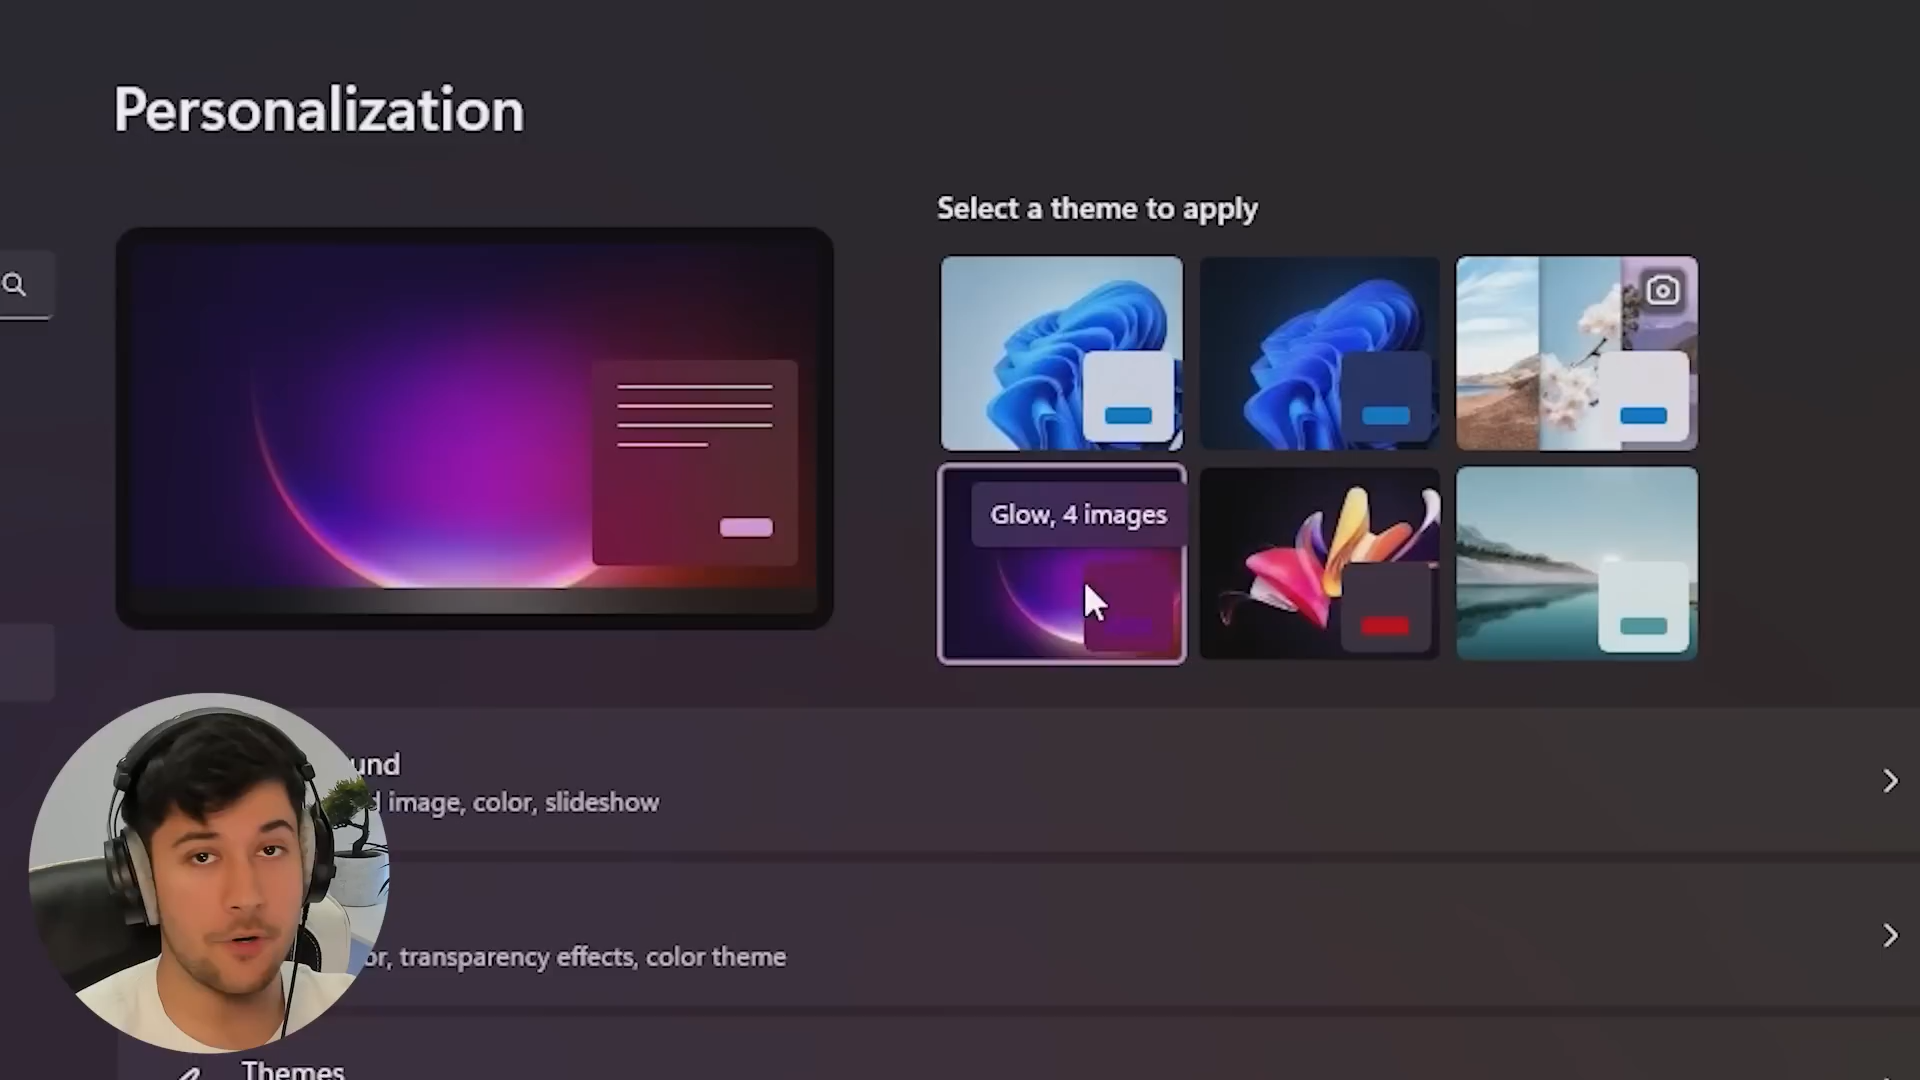 Personalization
Select a theme to apply
Glow, 4 images
und
image, color, slideshow
or, transparency effects, color theme
Themes